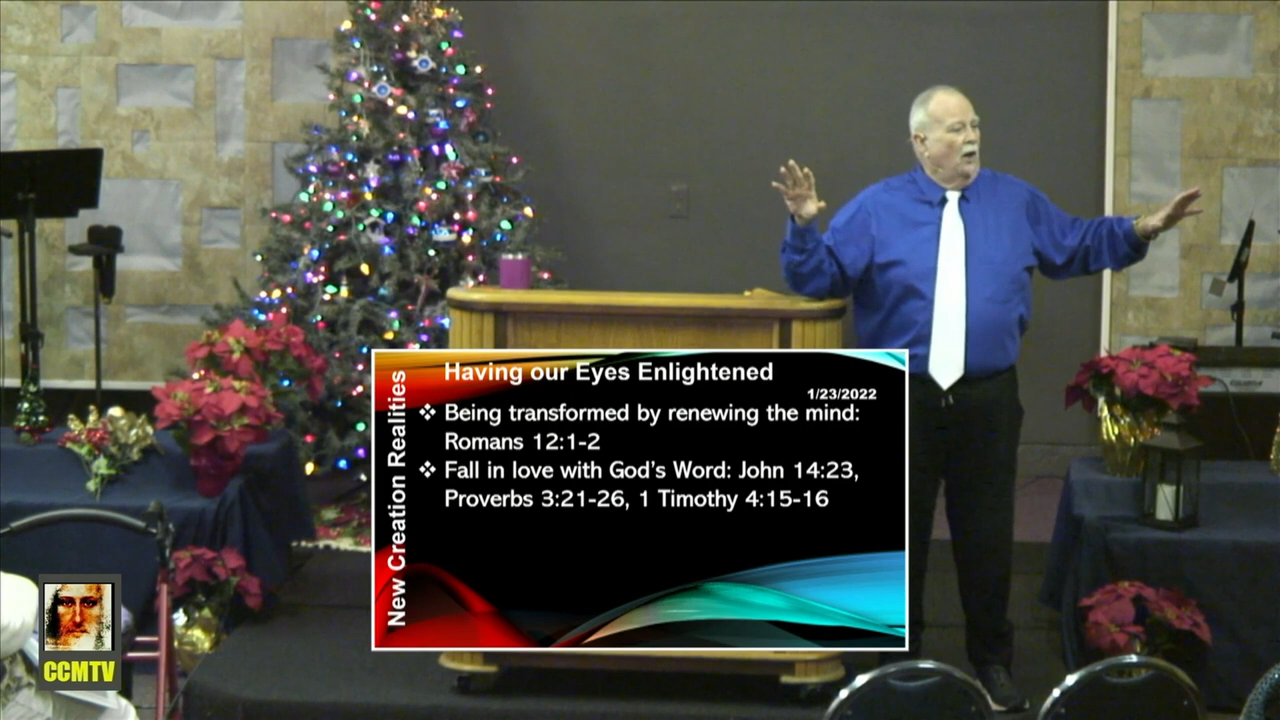 Having our Eyes Enlightened
1/23/2022
❖ Being transformed by renewing the mind:
Romans 12:1-2
❖ Fall in love with God's Word: John 14:23,
Proverbs 3:21-26, 1 Timothy 4:15-16
New Creation Realities
CCMTV